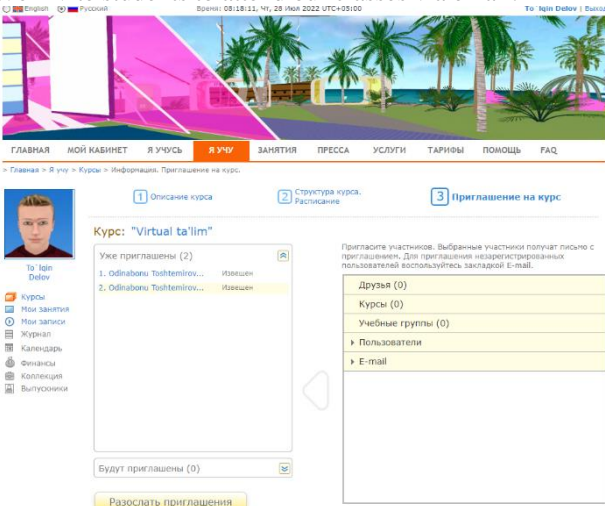 English Русский Время: 08:18:11, Чт, 28 Июл 2022 UTC+05:00 To`lqin Delov | Выход
ГЛАВНАЯ МОЙ КАБИНЕТ Я УЧУСЬ Я УЧУ ЗАНЯТИЯ ПРЕССА УСЛУГИ ТАРИФЫ ПОМОЩЬ FAQ
> Главная > Я учу > Курсы > Информация. Приглашение на курс.
1 Описание курса
2 Структура курса. Расписание
3 Приглашение на курс
To`lqin
Delov
Курсы
Мои занятия
Мои записи
Журнал
Календарь
Финансы
Коллекция
Выпускники
Курс: "Virtual ta'lim"
Уже приглашены (2)
1. Odinabonu Toshtemirov... Извещен
2. Odinabonu Toshtemirov... Извещен
Будут приглашены (0)
Разослать приглашения
Пригласите участников. Выбранные участники получат письмо с
приглашением. Для приглашения незарегистрированных
пользователей воспользуйтесь закладкой E-mail.
Друзья (0)
Курсы (0)
Учебные группы (0)
Пользователи
E-mail